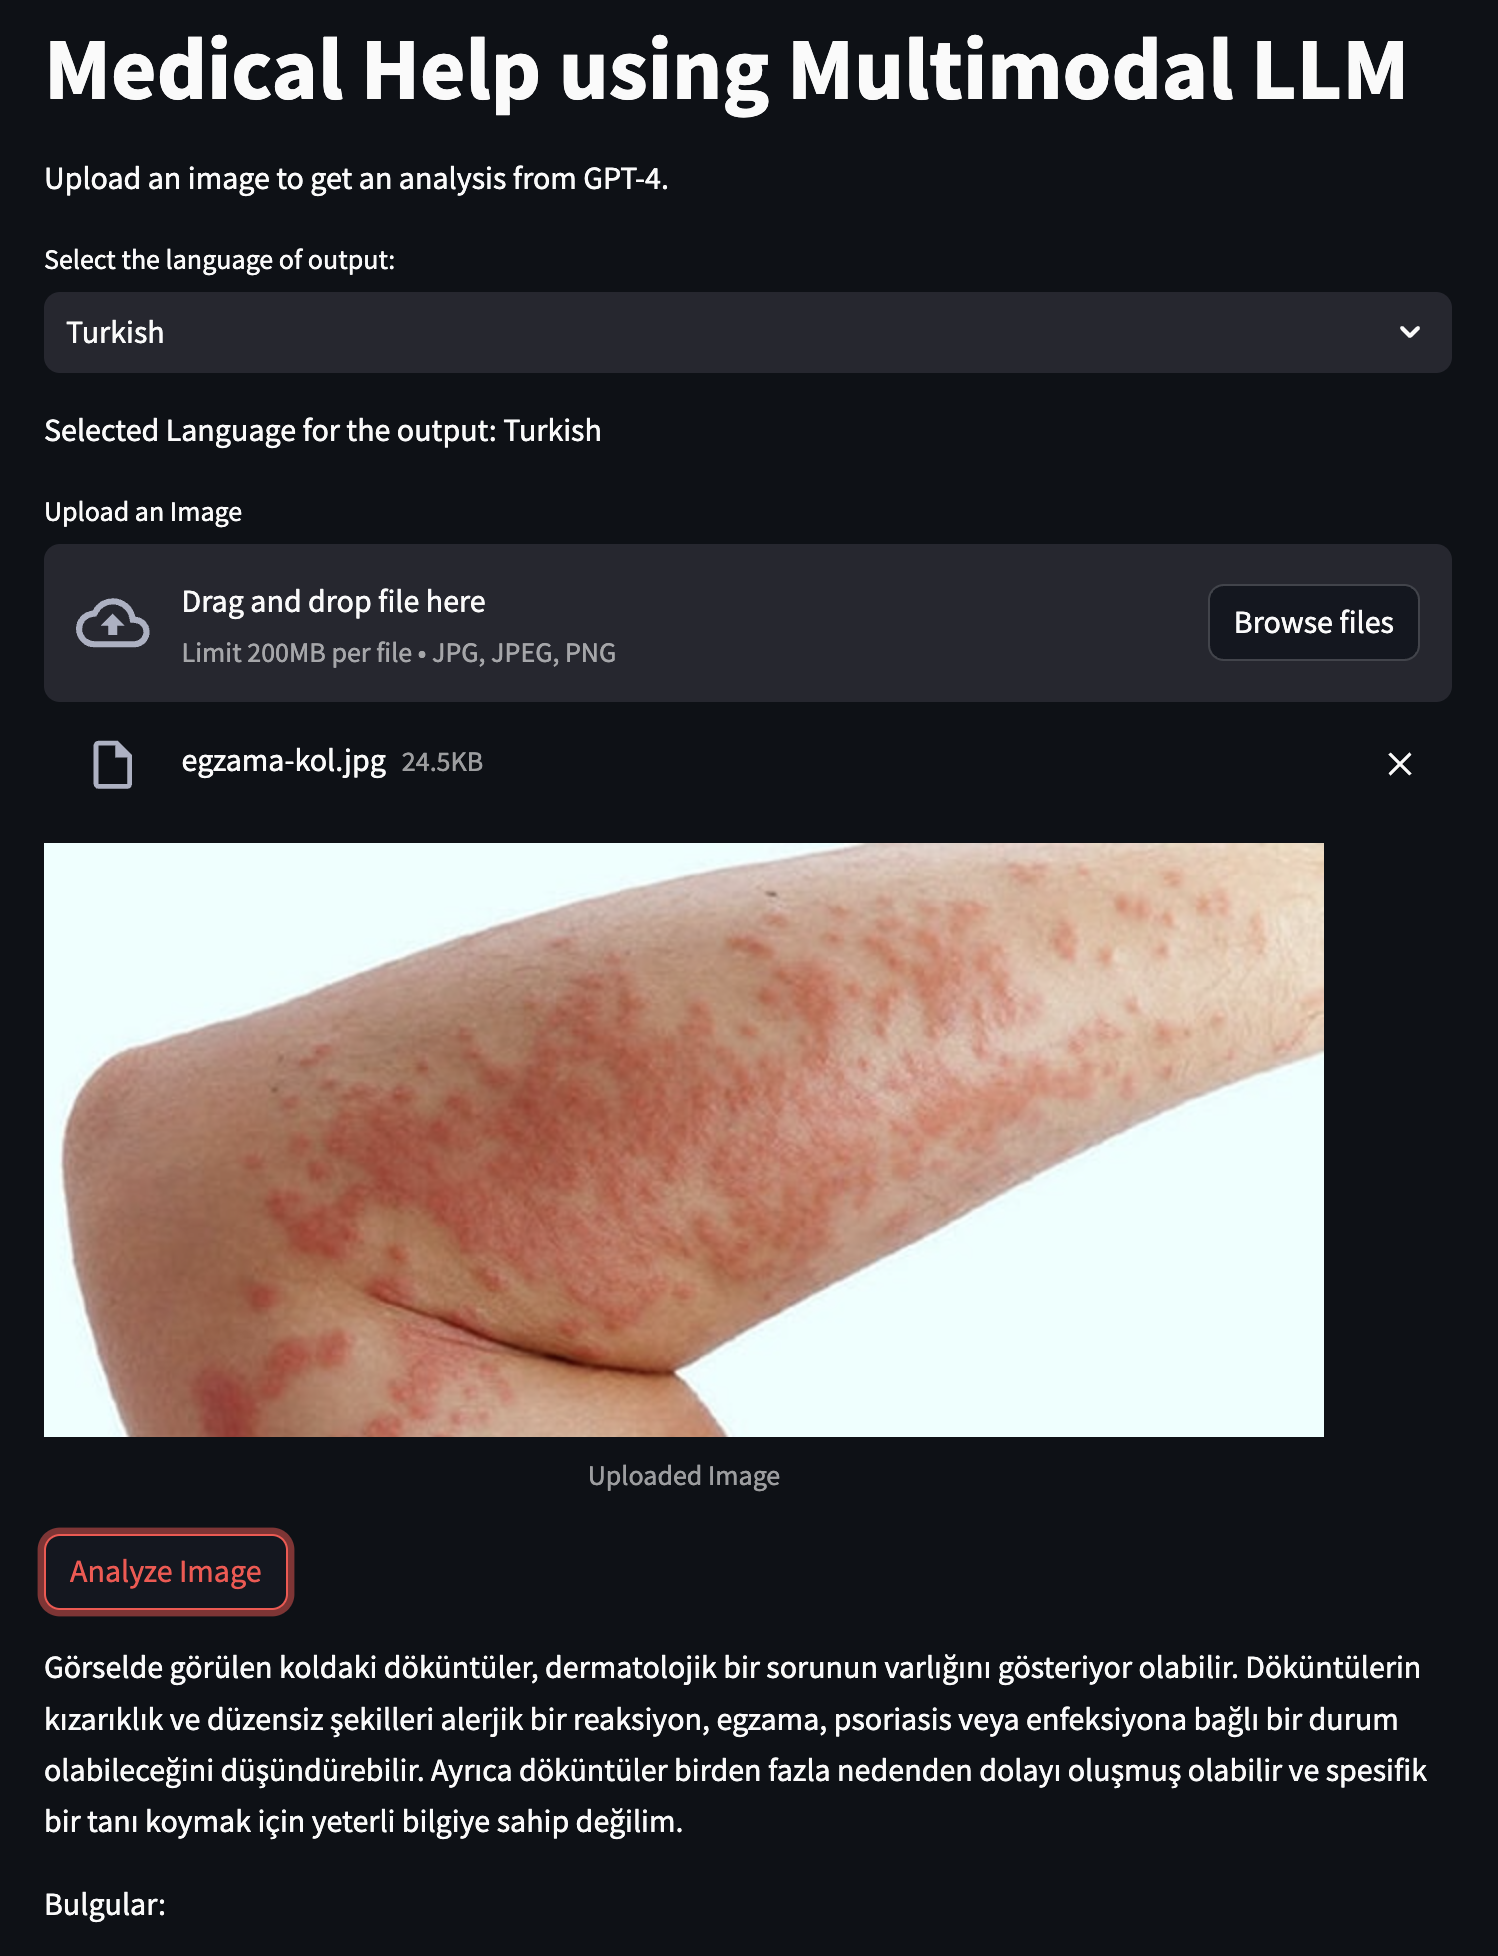 Medical Help using Multimodal LLM
Upload an image to get an analysis from GPT-4.
Select the language of output:
Turkish
Selected Language for the output: Turkish
Upload an Image
Drag and drop file here
Limit 200MB per file • JPG, JPEG, PNG
Browse files
egzama-kol.jpg 24.5KB
Uploaded Image
Analyze Image
Görselde görülen koldaki döküntüler, dermatolojik bir sorunun varlığını gösteriyor olabilir. Döküntülerin
kızarıklık ve düzensiz şekilleri alerjik bir reaksiyon, egzama, psoriasis veya enfeksiyona bağlı bir durum
olabileceğini düşündürebilir. Ayrıca döküntüler birden fazla nedenden dolayı oluşmuş olabilir ve spesifik
bir tanı koymak için yeterli bilgiye sahip değilim.
Bulgular: